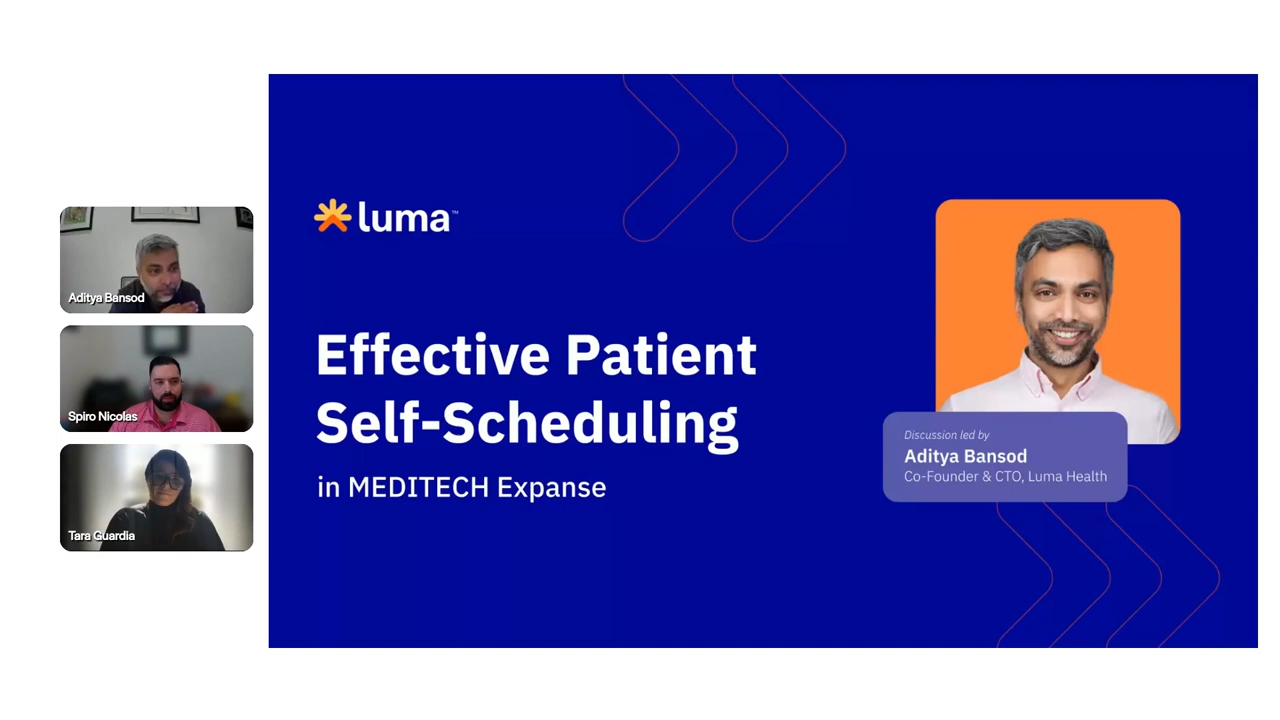 Aditya Bansod
Spiro Nicolas
Tara Guardia
luma™
Effective Patient
Self-Scheduling
in MEDITECH Expanse
Discussion led by
Aditya Bansod
Co-Founder & CTO, Luma Health